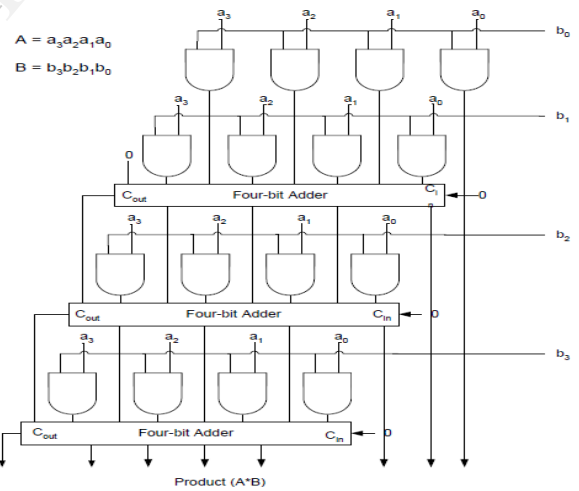 a₃ a₂ a₁ a₀
A = a₃a₂a₁a₀
b₀
B = b₃b₂b₁b₀
a₃ a₂ a₁ a₀
b₁
0
Cout Four-bit Adder Ci 0
a₃ a₂ a₁ a₀
b₂
Cout Four-bit Adder Cin 0
a₃ a₂ a₁ a₀
b₃
Cout Four-bit Adder Cin 0
Product (A*B)